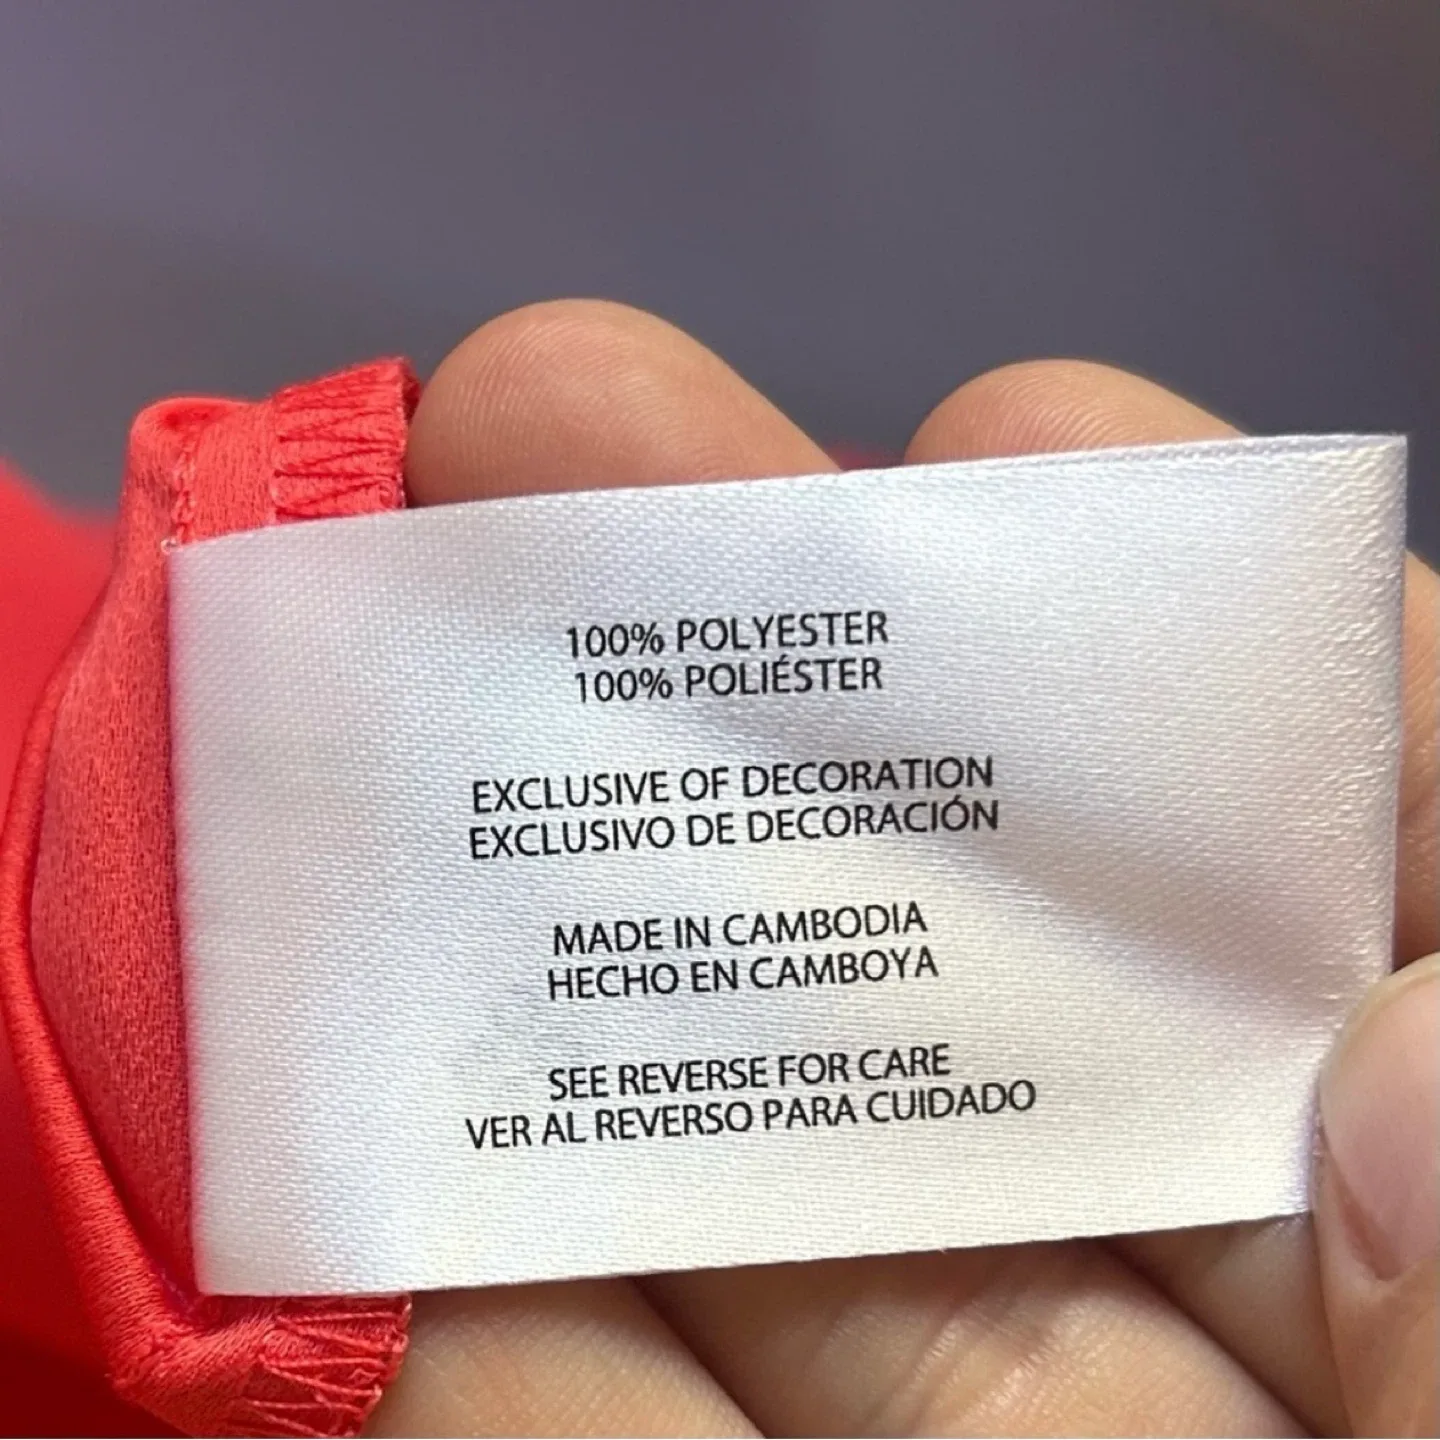 100% POLYESTER
100% POLIÉSTER
EXCLUSIVE OF DECORATION
EXCLUSIVO DE DECORACIÓN
MADE IN CAMBODIA
HECHO EN CAMBOYA
SEE REVERSE FOR CARE
VER AL REVERSO PARA CUIDADO